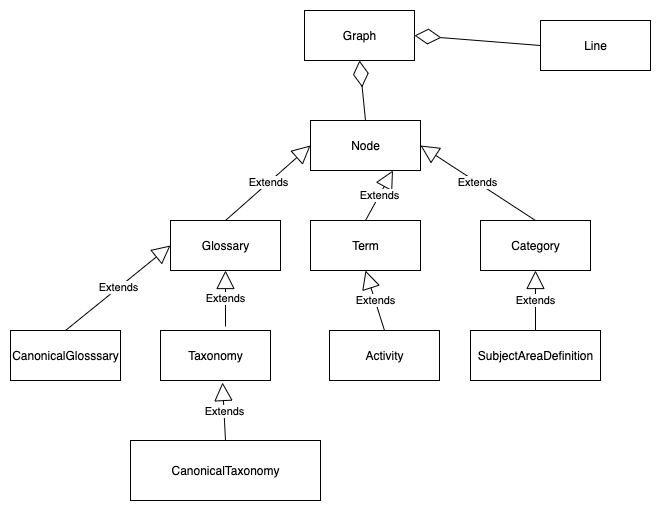 Graph
Line
Node
Extends
Extends
Extends
Glossary
Term
Category
Extends
Extends
Extends
Extends
CanonicalGlosssary
Taxonomy
Activity
SubjectAreaDefinition
Extends
CanonicalTaxonomy